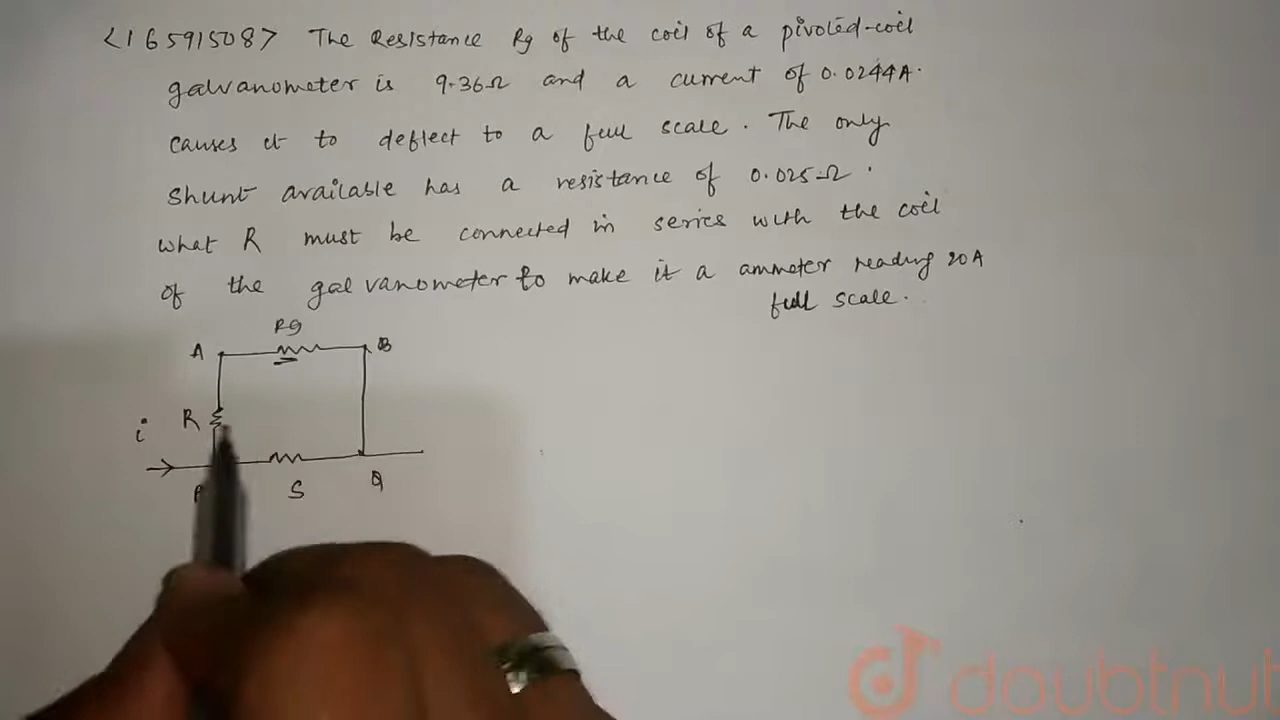 <16591508> The Resistance Rg of the coil of a pivoted-coil
galvanometer is 9.36Ω and a current of 0.0244A.
causes it to deflect to a full scale. The only
shunt available has a resistance of 0.025Ω.
what R must be connected in series with the coil
of the galvanometer to make it a ammeter reading 20A
full scale.
Rg
A B
R
i
S Q
doubtnut